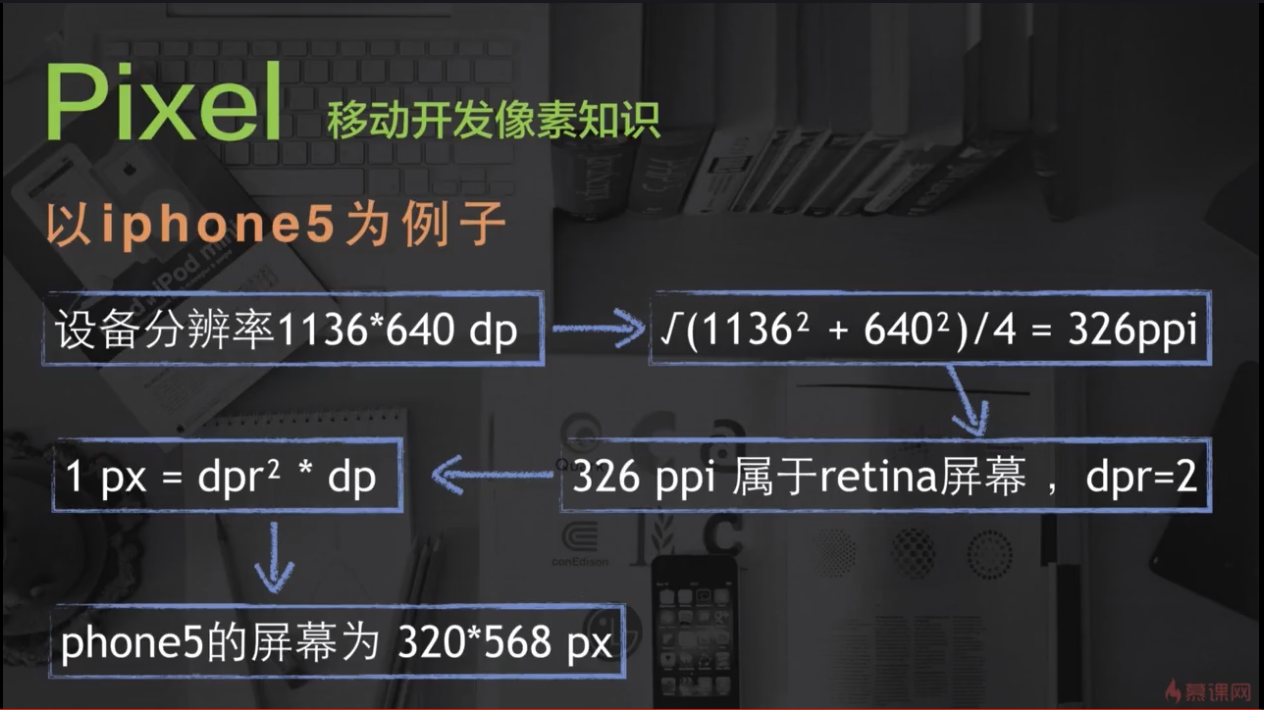 Pixel 移动开发像素知识
以iphone5为例子
设备分辨率1136*640 dp
√(1136² + 640²)/4 = 326ppi
326 ppi 属于retina屏幕，dpr=2
1 px = dpr² * dp
phone5的屏幕为 320*568 px
iPod mini
conEdison
慕课网